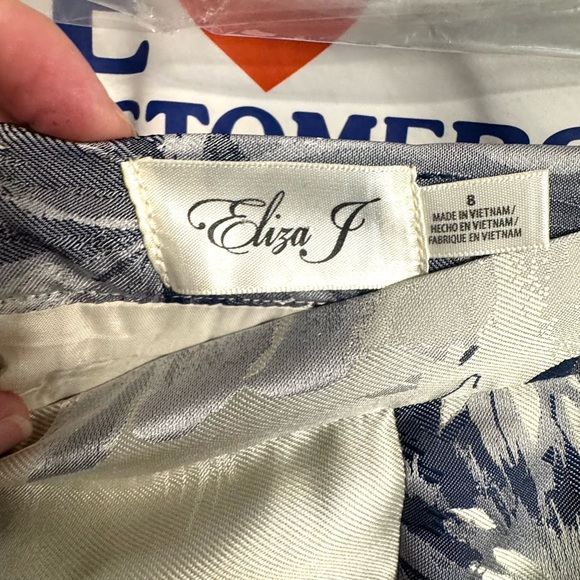 Eliza J
8
MADE IN VIETNAM/
HECHO EN VIETNAM/
FABRIQUE EN VIETNAM